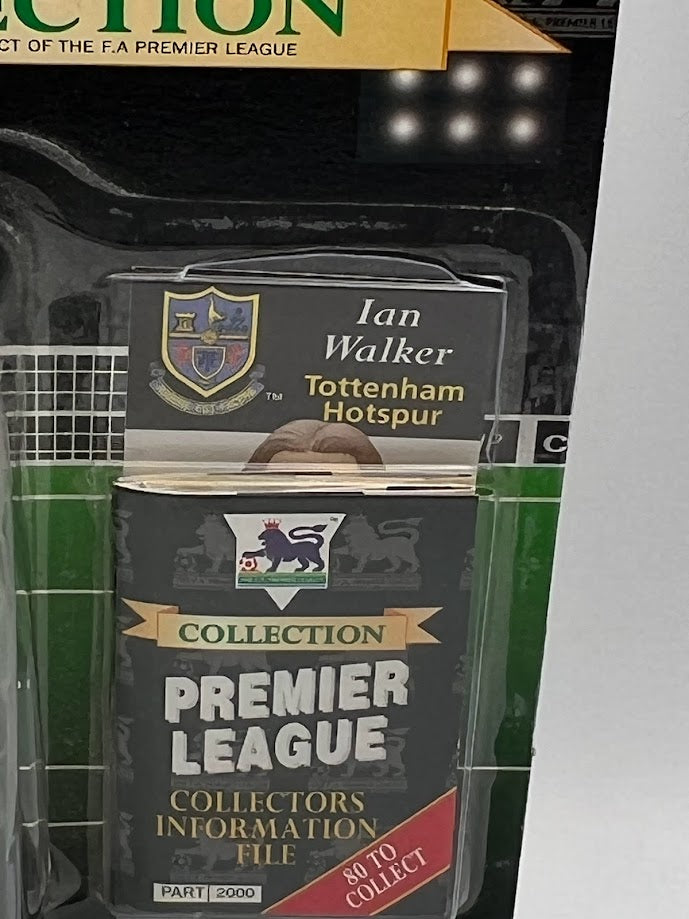 ECTION
CT OF THE F.A PREMIER LEAGUE
Ian
Walker
TM
Tottenham
Hotspur
C
COLLECTION
PREMIER
LEAGUE
COLLECTORS
INFORMATION
FILE
80 TO
COLLECT
PART 2000